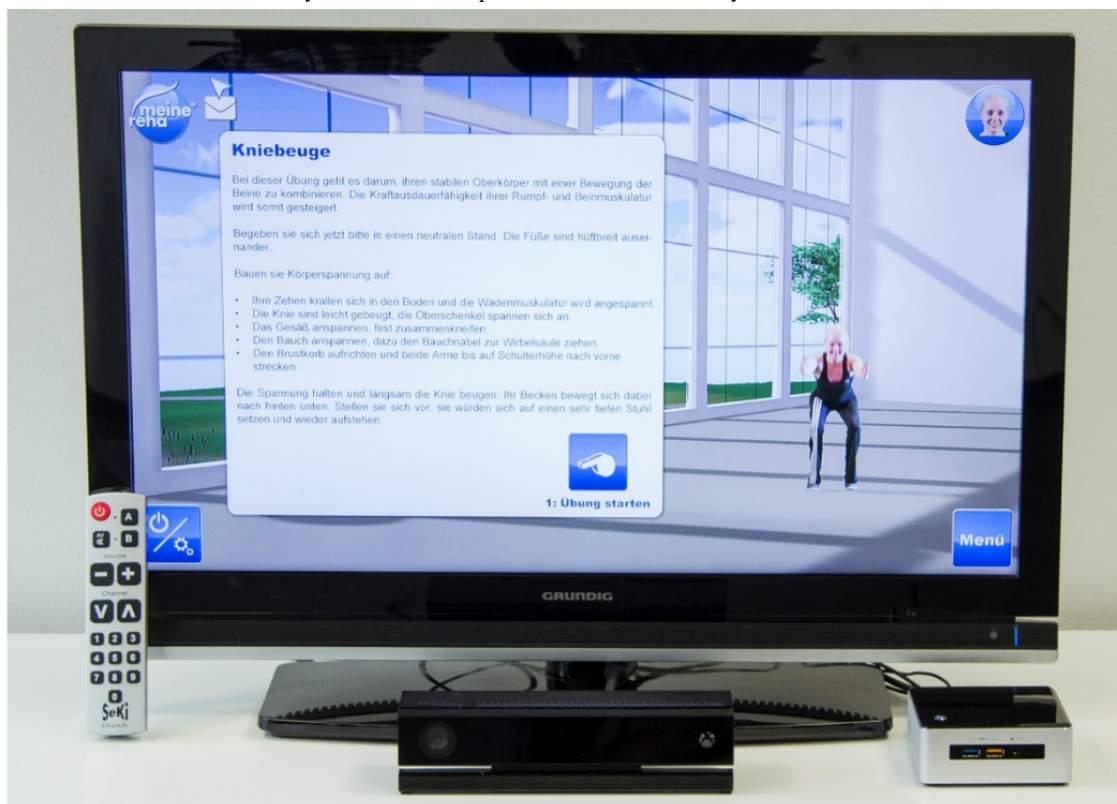 meine®
reha
Kniebeuge
Bei dieser Übung geht es darum, ihren stabilen Oberkörper mit einer Bewegung der
Beine zu kombinieren. Die Kraftausdauerfähigkeit ihrer Rumpf- und Beinmuskulatur
wird somit gesteigert.
Begeben sie sich jetzt bitte in einen neutralen Stand. Die Füße sind hüftbreit ausei-
nander.
Bauen sie Körperspannung auf:
• Ihre Zehen krallen sich in den Boden und die Wadenmuskulatur wird angespannt.
• Die Knie sind leicht gebeugt, die Oberschenkel spannen sich an.
• Das Gesäß anspannen, fest zusammenkneifen.
• Den Bauch anspannen, dazu den Bauchnabel zur Wirbelsäule ziehen.
• Den Brustkorb aufrichten und beide Arme bis auf Schulterhöhe nach vorne
strecken.
Die Spannung halten und langsam die Knie beugen. Ihr Becken bewegt sich dabei
nach hinten unten. Stellen sie sich vor, sie würden sich auf einen sehr tiefen Stuhl
setzen und wieder aufstehen.
1: Übung starten
Menü
GRUNDIG
A
AV
B
Volume
- +
Channel
1 2 3
4 5 6
7 8 9
0
SeKi
Grande